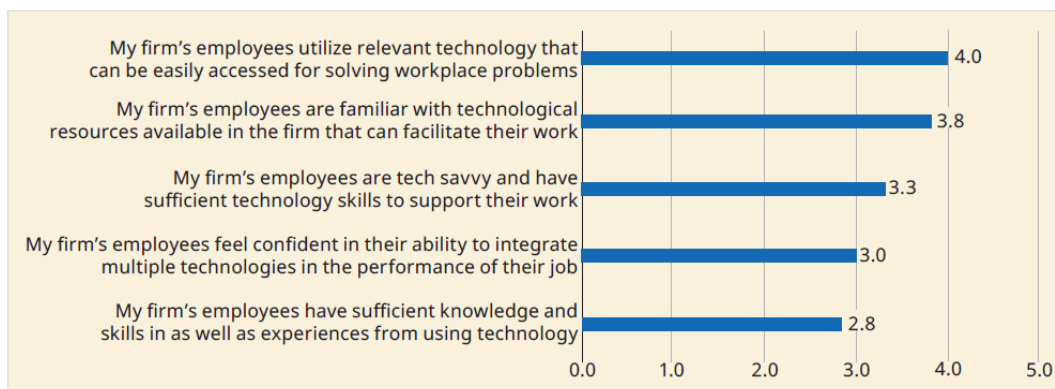 My firm’s employees utilize relevant technology that
can be easily accessed for solving workplace problems
4.0
My firm’s employees are familiar with technological
resources available in the firm that can facilitate their work
3.8
My firm’s employees are tech savvy and have
sufficient technology skills to support their work
3.3
My firm’s employees feel confident in their ability to integrate
multiple technologies in the performance of their job
3.0
My firm’s employees have sufficient knowledge and
skills in as well as experiences from using technology
2.8
0.0 1.0 2.0 3.0 4.0 5.0